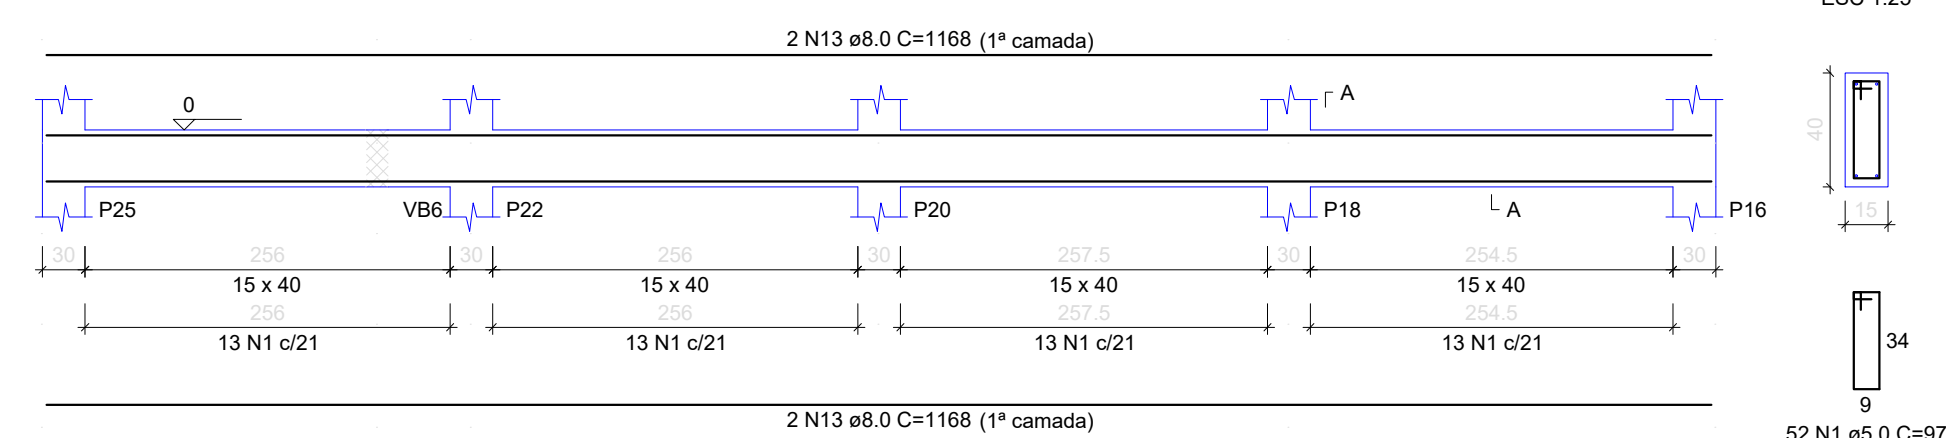 ESC 1:25
2 N13 ø8.0 C=1168 (1ª camada)
A
0
40
P25 VB6 P22 P20 P18 A P16
15
30 256 30 256 30 257.5 30 254.5 30
15 x 40 15 x 40 15 x 40 15 x 40
256 256 257.5 254.5
13 N1 c/21 13 N1 c/21 13 N1 c/21 13 N1 c/21
34
9
2 N13 ø8.0 C=1168 (1ª camada)
52 N1 ø5.0 C=97